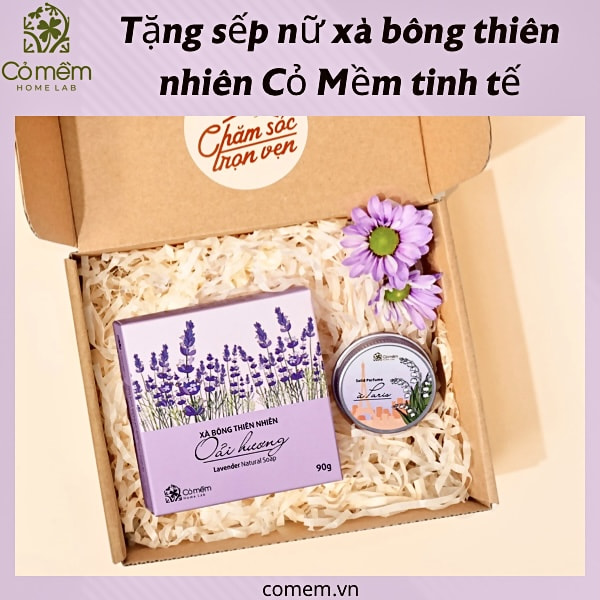 Cỏ mềm
HOME LAB
Tặng sếp nữ xà bông thiên
nhiên Cỏ Mềm tinh tế
Chăm sóc
trọn vẹn
XÀ BÔNG THIÊN NHIÊN
Oải hương
Lavender Natural Soap
90g
Cỏ mềm
HOME LAB
Cỏ mềm
Solid Perfume
à Paris
comem.vn